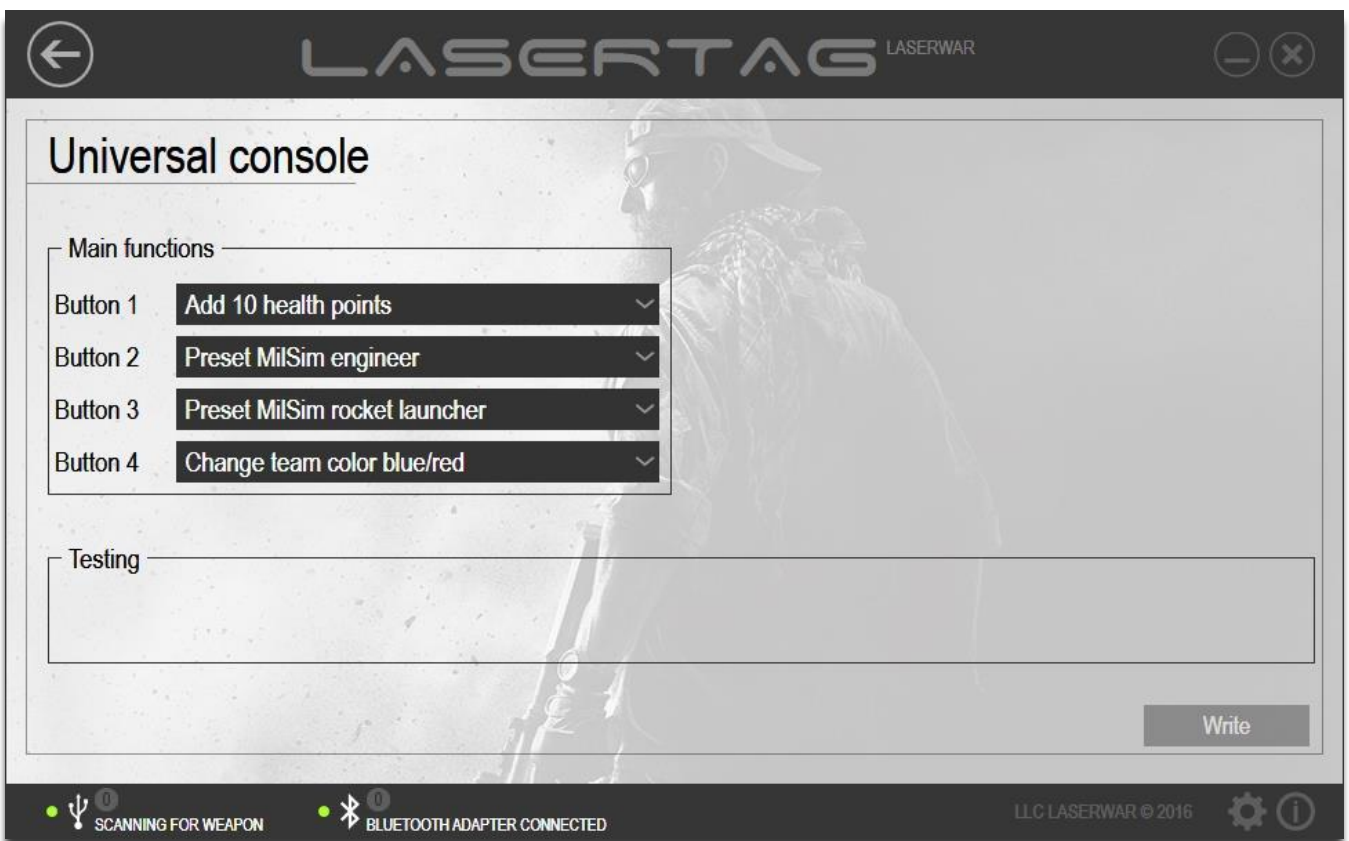 LASERTAG LASERWAR
Universal console
Main functions
Button 1 Add 10 health points
Button 2 Preset MilSim engineer
Button 3 Preset MilSim rocket launcher
Button 4 Change team color blue/red
Testing
Write
0 SCANNING FOR WEAPON 0 BLUETOOTH ADAPTER CONNECTED LLC LASERWAR © 2016